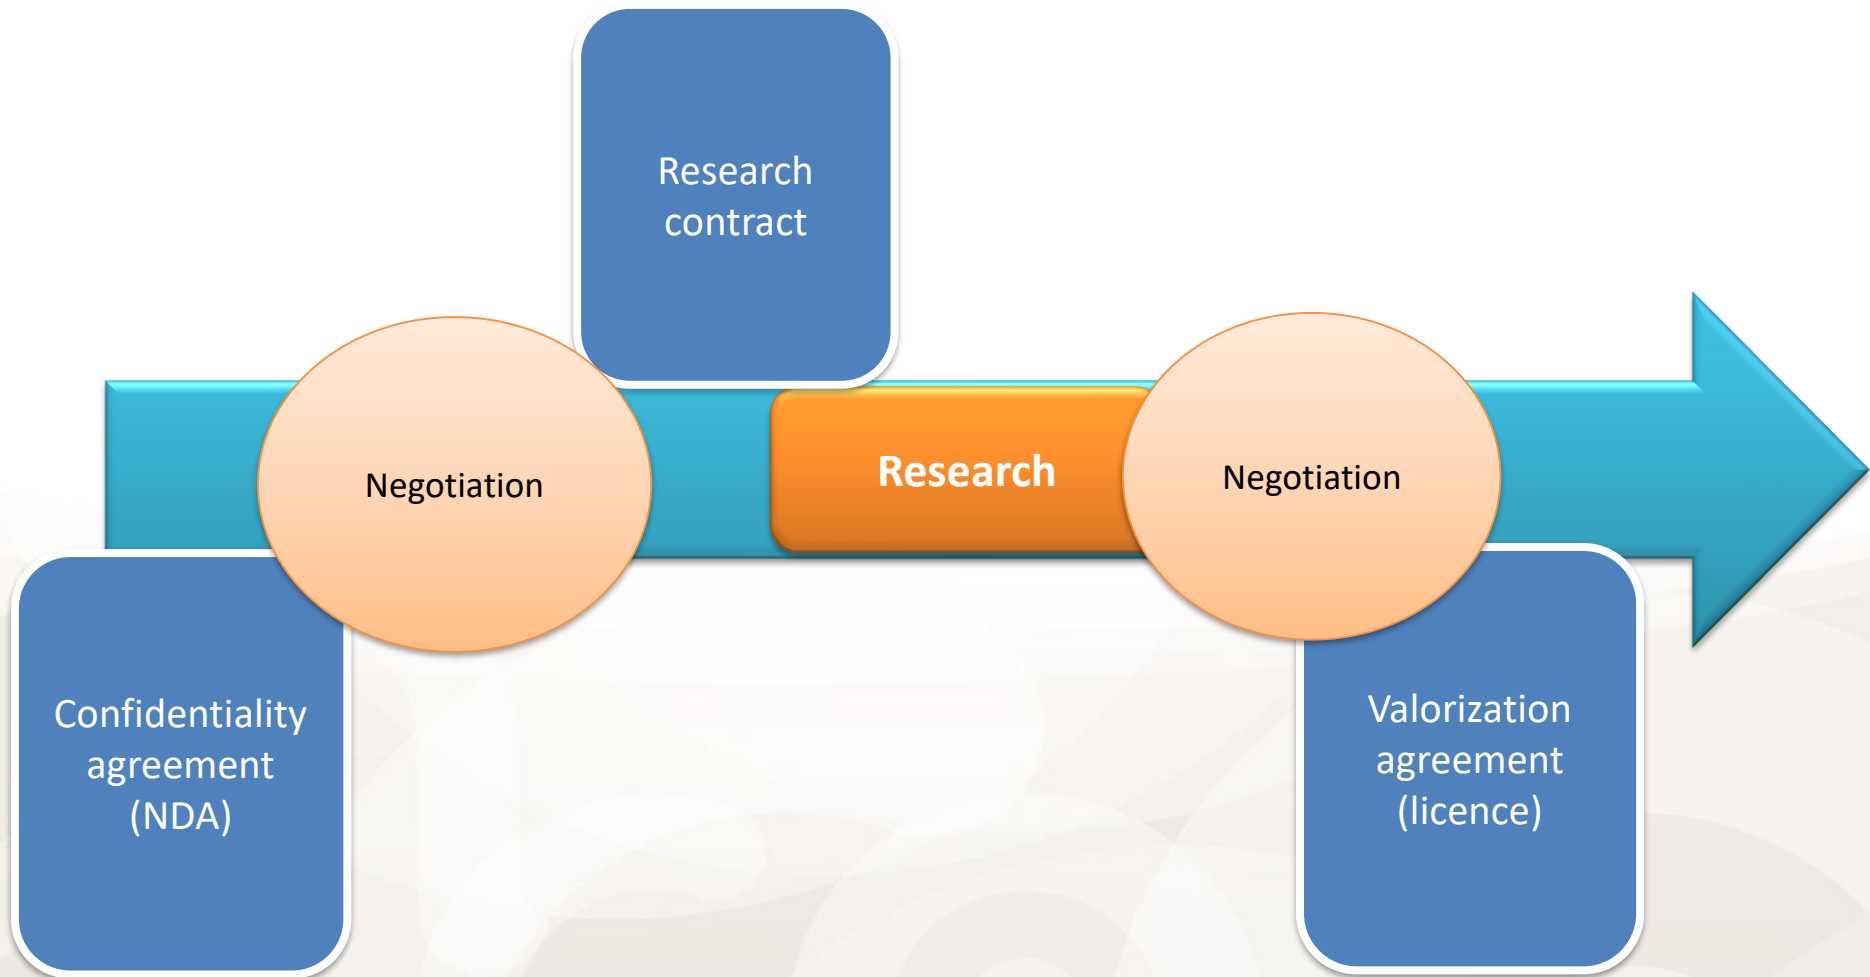 Research
contract
Negotiation
Research
Negotiation
Confidentiality
agreement
(NDA)
Valorization
agreement
(licence)